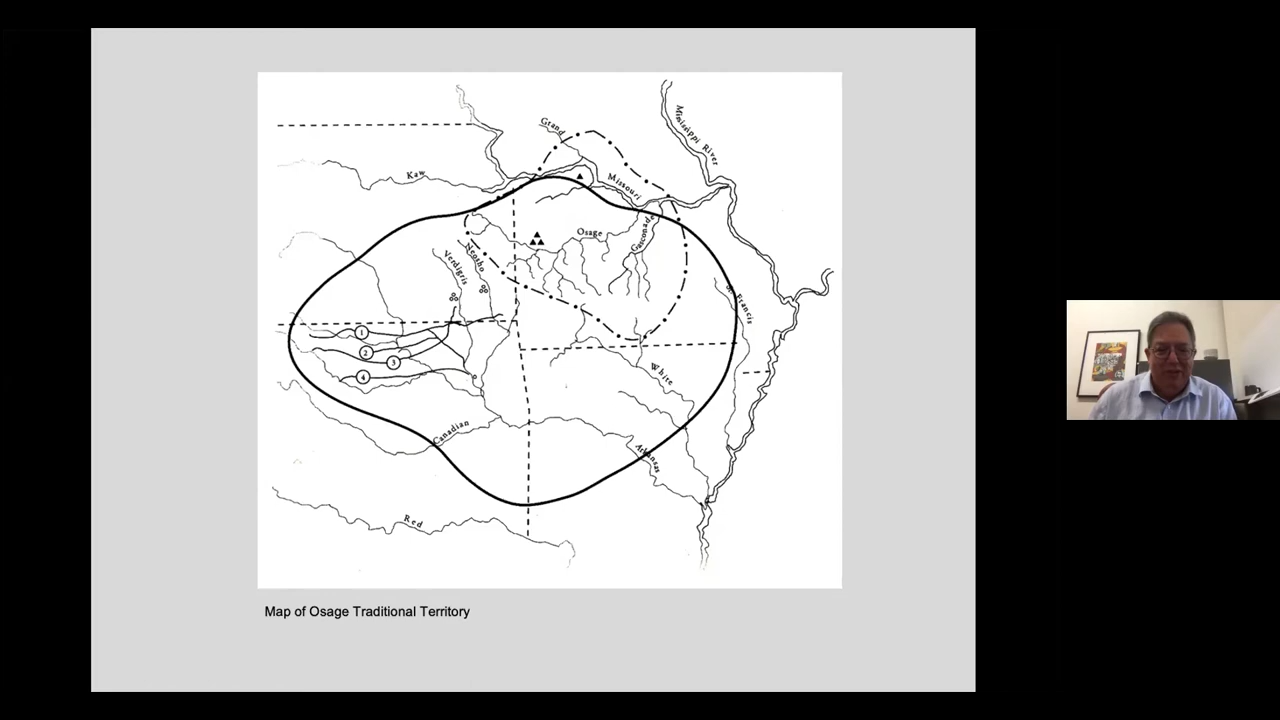 Mississippi River
Grand
Kaw
Missouri
Osage
Gasconade
Neosho
Verdigris
St. Francis
1
2
3
4
White
Canadian
Arkansas
Red
Map of Osage Traditional Territory